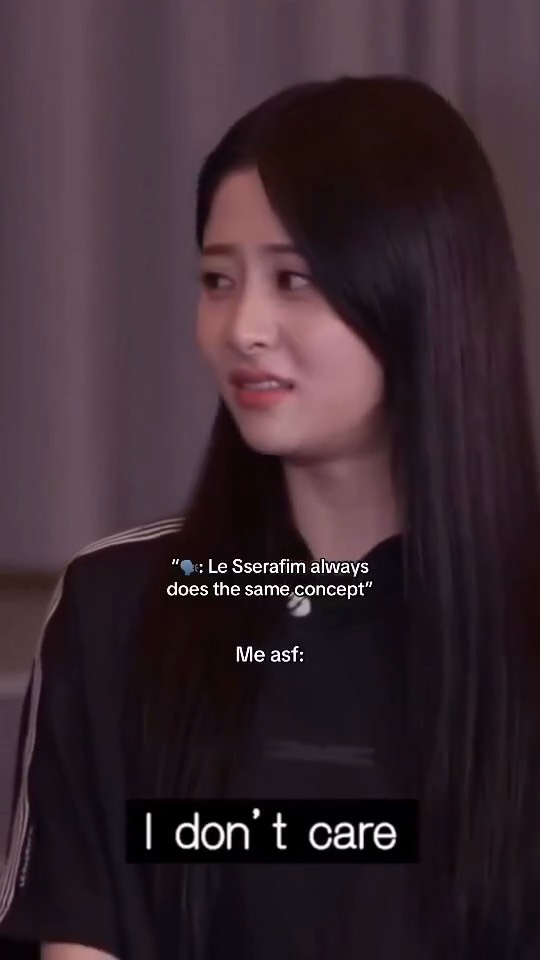 "🗣️: Le Sserafim always
does the same concept"
Me asf:
I don't care